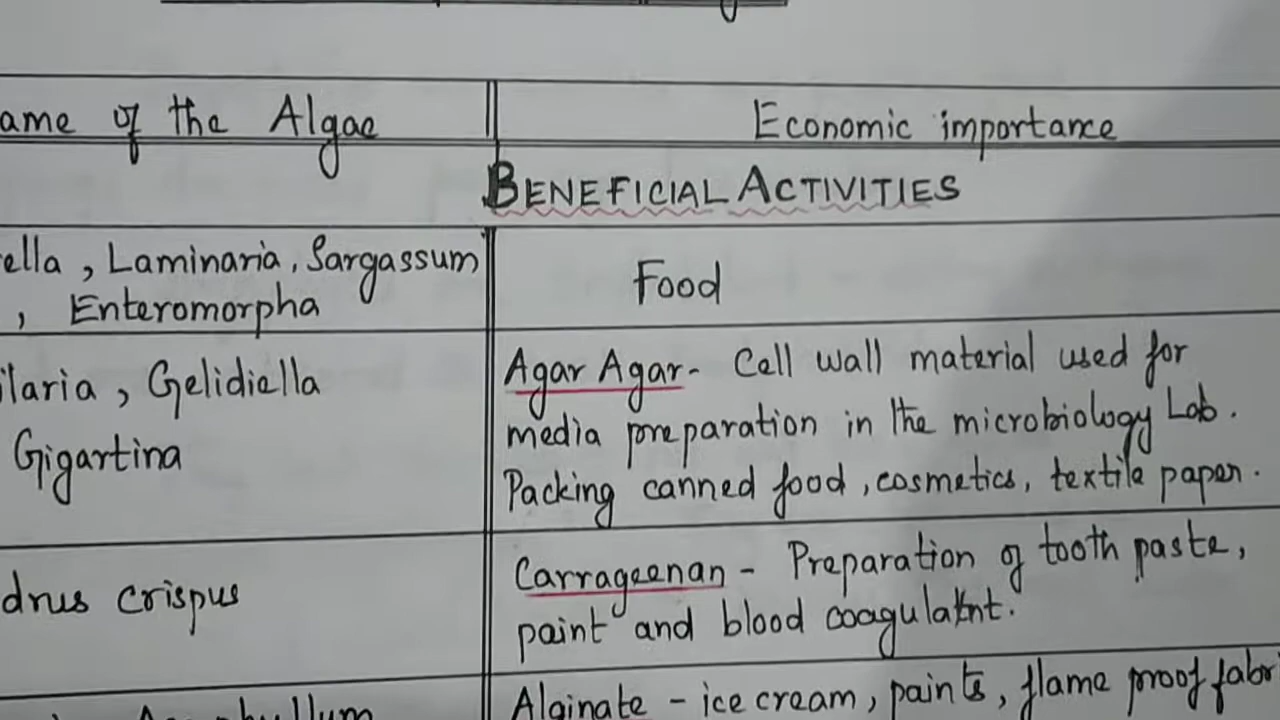 ame of the Algae
Economic importance
BENEFICIAL ACTIVITIES
ella, Laminaria, Sargassum
, Enteromorpha
Food
ilaria, Gelidiella
Gigartina
Agar Agar- Cell wall material used for
media preparation in the microbiology Lab.
Packing canned food, cosmetics, textile paper.
drus crispus
Carrageenan - Preparation of tooth paste,
paint and blood coagulant.
Alginate - ice cream, paints, flame proof fabri